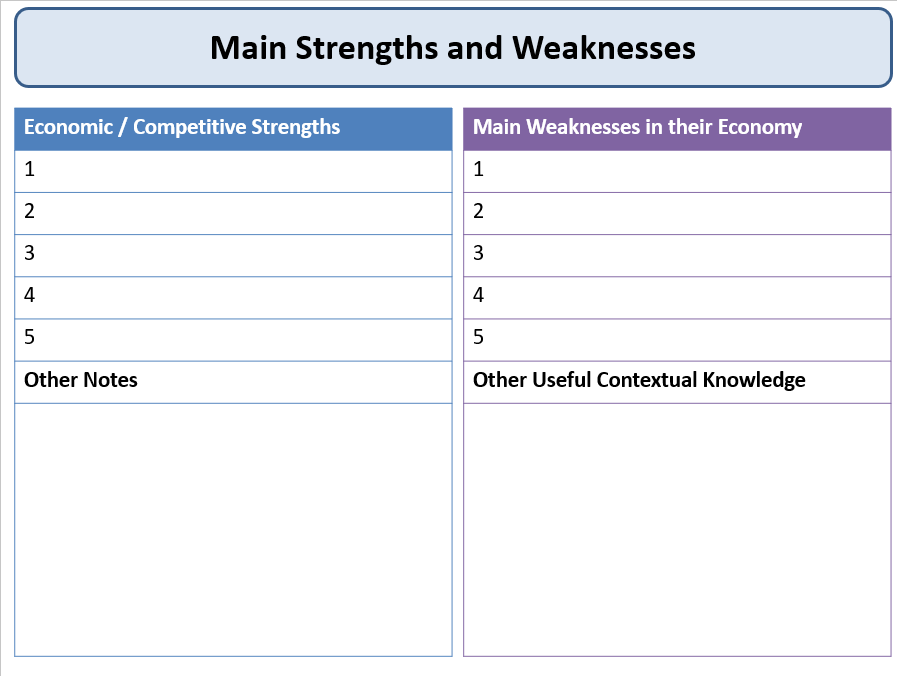 Main Strengths and Weaknesses
Economic / Competitive Strengths
1
2
3
4
5
Other Notes
Main Weaknesses in their Economy
1
2
3
4
5
Other Useful Contextual Knowledge